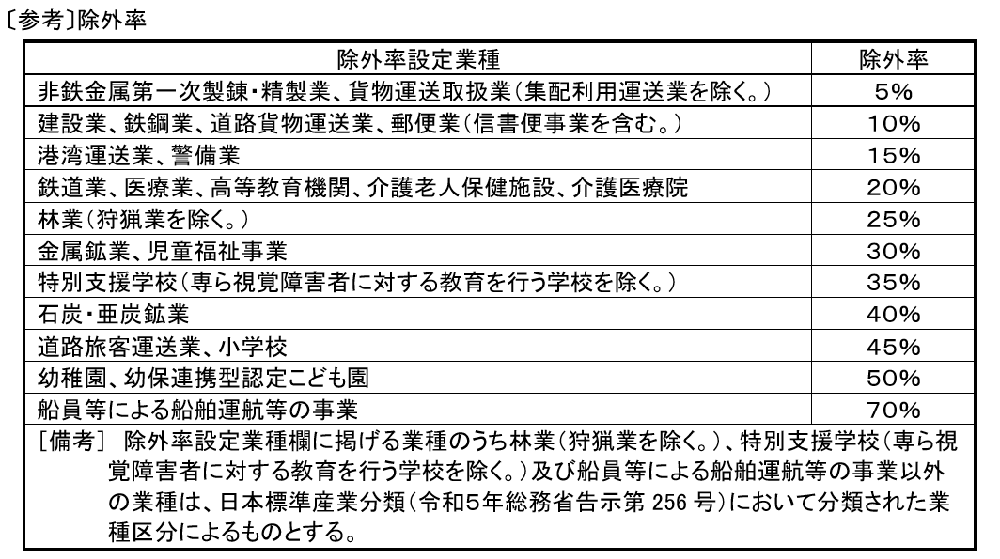 〔参考〕除外率
除外率設定業種 除外率
非鉄金属第一次製錬・精製業、貨物運送取扱業（集配利用運送業を除く。） 5％
建設業、鉄鋼業、道路貨物運送業、郵便業（信書便事業を含む。） 10％
港湾運送業、警備業 15％
鉄道業、医療業、高等教育機関、介護老人保健施設、介護医療院 20％
林業（狩猟業を除く。） 25％
金属鉱業、児童福祉事業 30％
特別支援学校（専ら視覚障害者に対する教育を行う学校を除く。） 35％
石炭・亜炭鉱業 40％
道路旅客運送業、小学校 45％
幼稚園、幼保連携型認定こども園 50％
船員等による船舶運航等の事業 70％
［備考］ 除外率設定業種欄に掲げる業種のうち林業（狩猟業を除く。）、特別支援学校（専ら視
覚障害者に対する教育を行う学校を除く。）及び船員等による船舶運航等の事業以外
の業種は、日本標準産業分類（令和５年総務省告示第 256 号）において分類された業
種区分によるものとする。